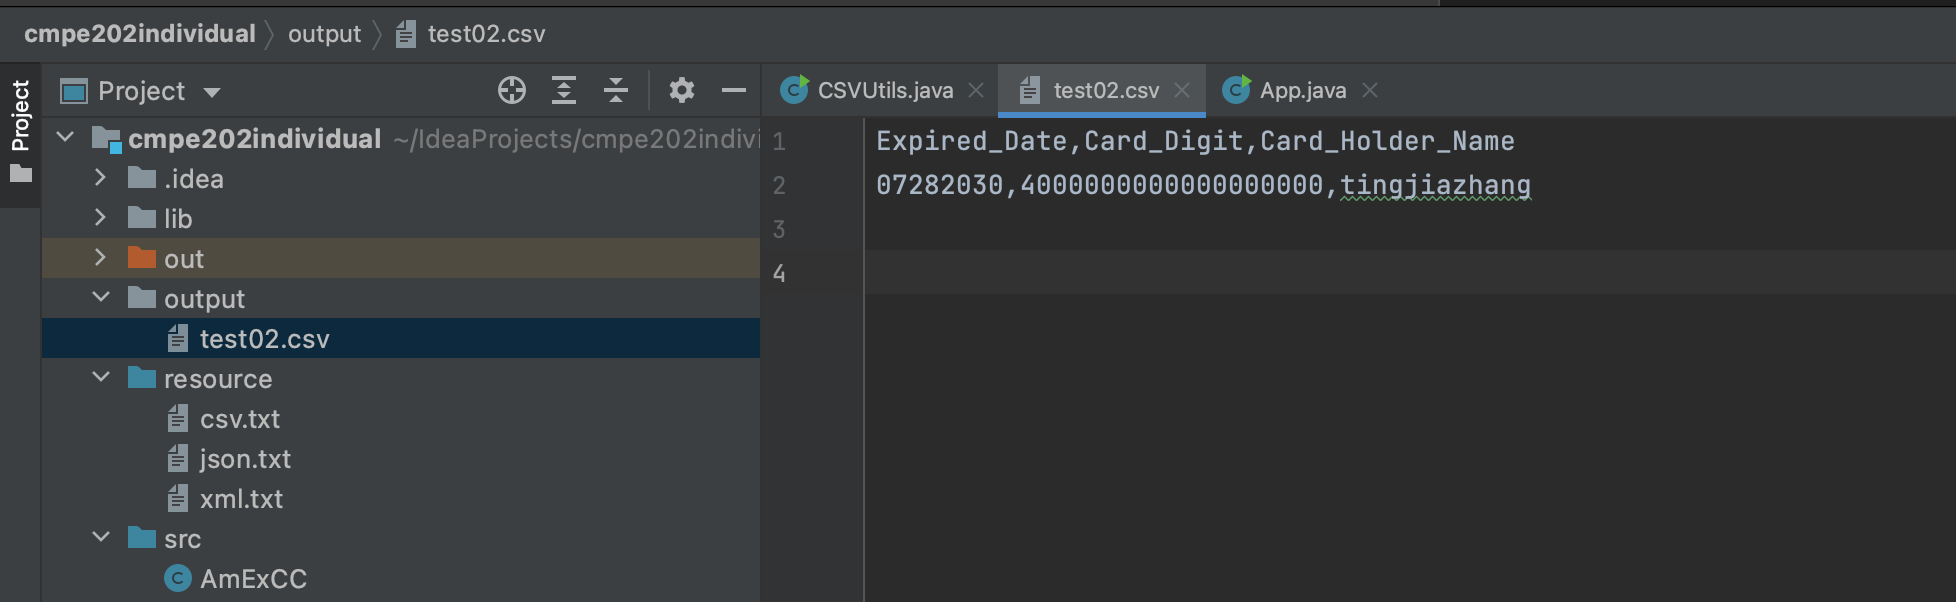 cmpe202individual output test02.csv
Project
Project
CSVUtils.java test02.csv App.java
cmpe202individual ~/IdeaProjects/cmpe202indivi
.idea
lib
out
output
test02.csv
resource
csv.txt
json.txt
xml.txt
src
C AmExCC
1 Expired_Date,Card_Digit,Card_Holder_Name
2 07282030,4000000000000000000,tingjiazhang
3
4